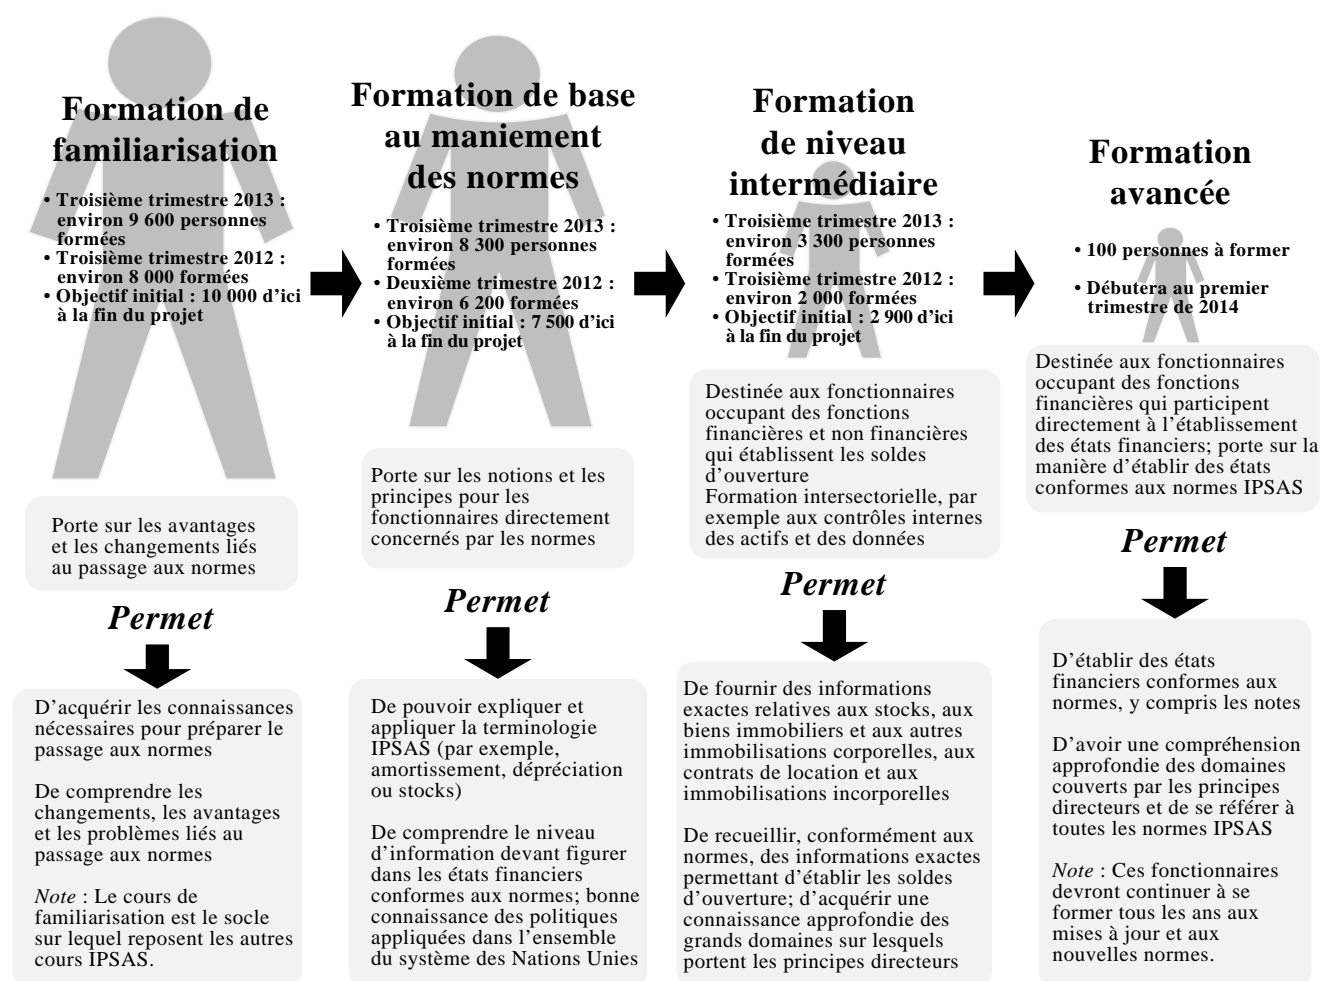 Formation de
familiarisation
• Troisième trimestre 2013 :
environ 9 600 personnes
formées
• Troisième trimestre 2012 :
environ 8 000 formées
• Objectif initial : 10 000 d'ici
à la fin du projet
Porte sur les avantages
et les changements liés
au passage aux normes
Permet
D'acquérir les connaissances
nécessaires pour préparer le
passage aux normes
De comprendre les
changements, les avantages
et les problèmes liés au
passage aux normes
Note : Le cours de
familiarisation est le socle
sur lequel reposent les autres
cours IPSAS.
Formation de base
au maniement
des normes
• Troisième trimestre 2013 :
environ 8 300 personnes
formées
• Deuxième trimestre 2012 :
environ 6 200 formées
• Objectif initial : 7 500 d'ici
à la fin du projet
Porte sur les notions et les
principes pour les
fonctionnaires directement
concernés par les normes
Permet
De pouvoir expliquer et
appliquer la terminologie
IPSAS (par exemple,
amortissement, dépréciation
ou stocks)
De comprendre le niveau
d'information devant figurer
dans les états financiers
conformes aux normes; bonne
connaissance des politiques
appliquées dans l'ensemble
du système des Nations Unies
Formation
de niveau
intermédiaire
• Troisième trimestre 2013 :
environ 3 300 personnes
formées
• Troisième trimestre 2012 :
environ 2 000 formées
• Objectif initial : 2 900 d'ici
à la fin du projet
Destinée aux fonctionnaires
occupant des fonctions
financières et non financières
qui établissent les soldes
d'ouverture
Formation intersectorielle, par
exemple aux contrôles internes
des actifs et des données
Permet
De fournir des informations
exactes relatives aux stocks, aux
biens immobiliers et aux autres
immobilisations corporelles, aux
contrats de location et aux
immobilisations incorporelles
De recueillir, conformément aux
normes, des informations exactes
permettant d'établir les soldes
d'ouverture; d'acquérir une
connaissance approfondie des
grands domaines sur lesquels
portent les principes directeurs
Formation
avancée
• 100 personnes à former
• Débutera au premier
trimestre de 2014
Destinée aux fonctionnaires
occupant des fonctions
financières qui participent
directement à l'établissement
des états financiers; porte sur la
manière d'établir des états
conformes aux normes IPSAS
Permet
D'établir des états
financiers conformes aux
normes, y compris les notes
D'avoir une compréhension
approfondie des domaines
couverts par les principes
directeurs et de se référer à
toutes les normes IPSAS
Note : Ces fonctionnaires
devront continuer à se
former tous les ans aux
mises à jour et aux
nouvelles normes.